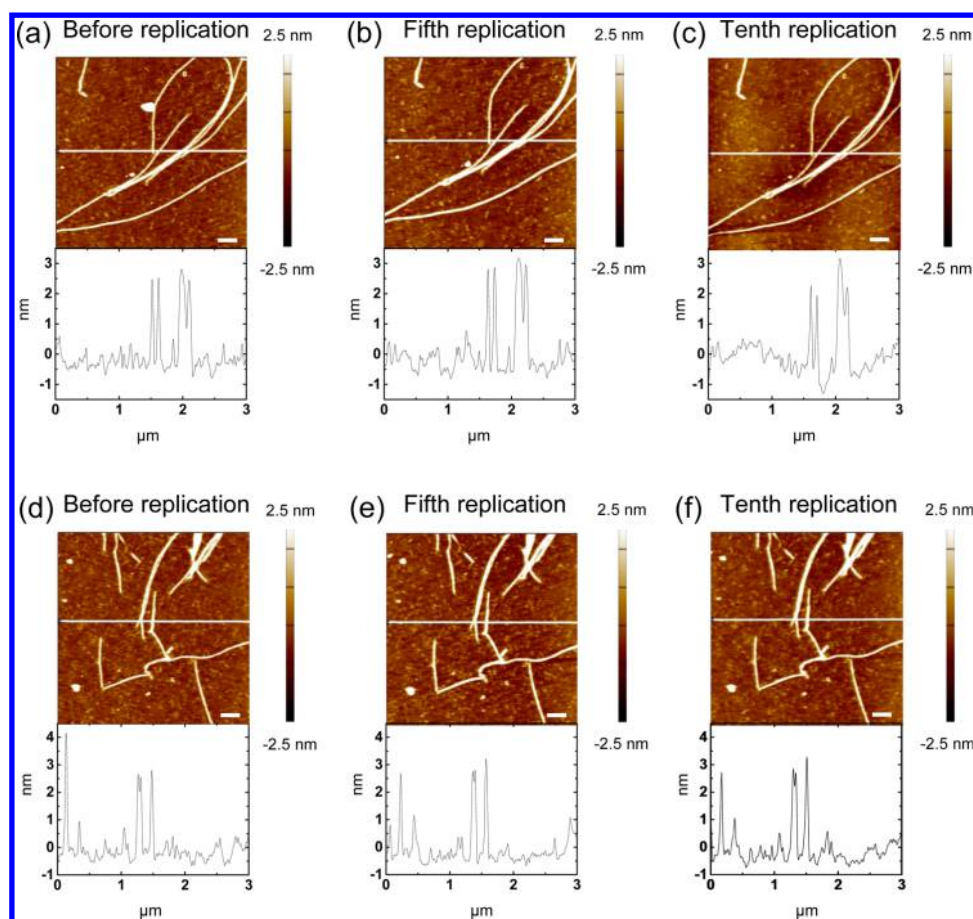 (a) Before replication 2.5 nm
(b) Fifth replication 2.5 nm
(c) Tenth replication 2.5 nm
-2.5 nm
-2.5 nm
-2.5 nm
nm
3
2
1
0
-1
0 1 2 3
µm
nm
3
2
1
0
-1
0 1 2 3
µm
nm
3
2
1
0
-1
0 1 2 3
µm
(d) Before replication 2.5 nm
(e) Fifth replication 2.5 nm
(f) Tenth replication 2.5 nm
-2.5 nm
-2.5 nm
-2.5 nm
nm
4
3
2
1
0
-1
0 1 2 3
µm
nm
4
3
2
1
0
-1
0 1 2 3
µm
nm
4
3
2
1
0
-1
0 1 2 3
µm